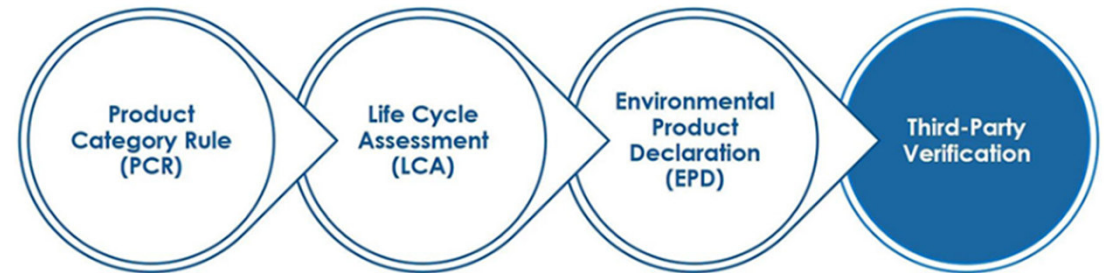 Product
Category Rule
(PCR)
Life Cycle
Assessment
(LCA)
Environmental
Product
Declaration
(EPD)
Third-Party
Verification